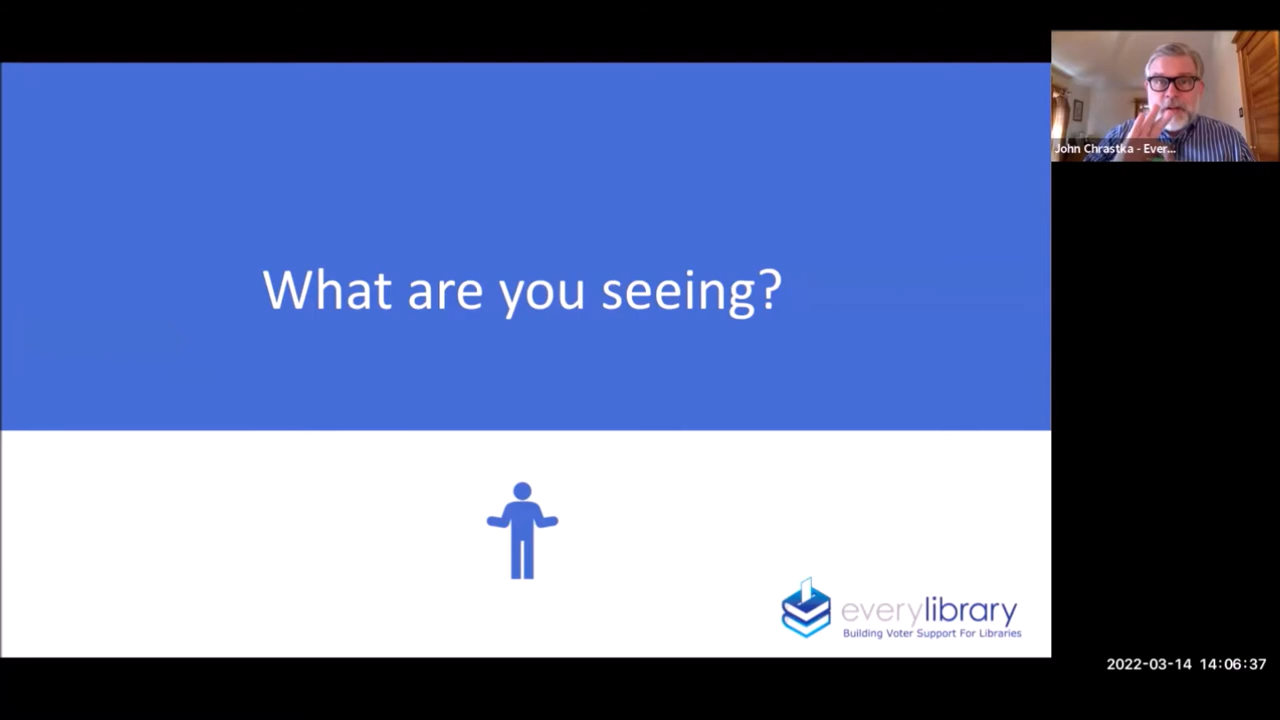 John Chrastka - Ever...
What are you seeing?
everylibrary
Building Voter Support For Libraries
2022-03-14 14:06:37